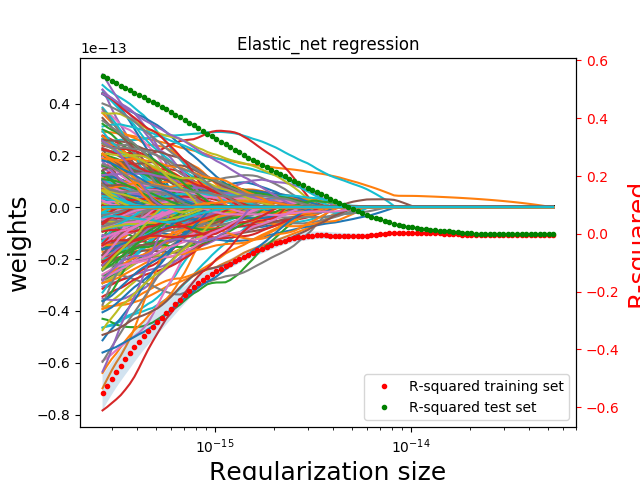 Elastic_net regression
1e−13
0.4
0.2
0.0
−0.2
−0.4
−0.6
−0.8
weights
0.6
0.4
0.2
0.0
−0.2
−0.4
−0.6
R-squared
R-squared training set
R-squared test set
10⁻¹⁵ 10⁻¹⁴
Regularization size